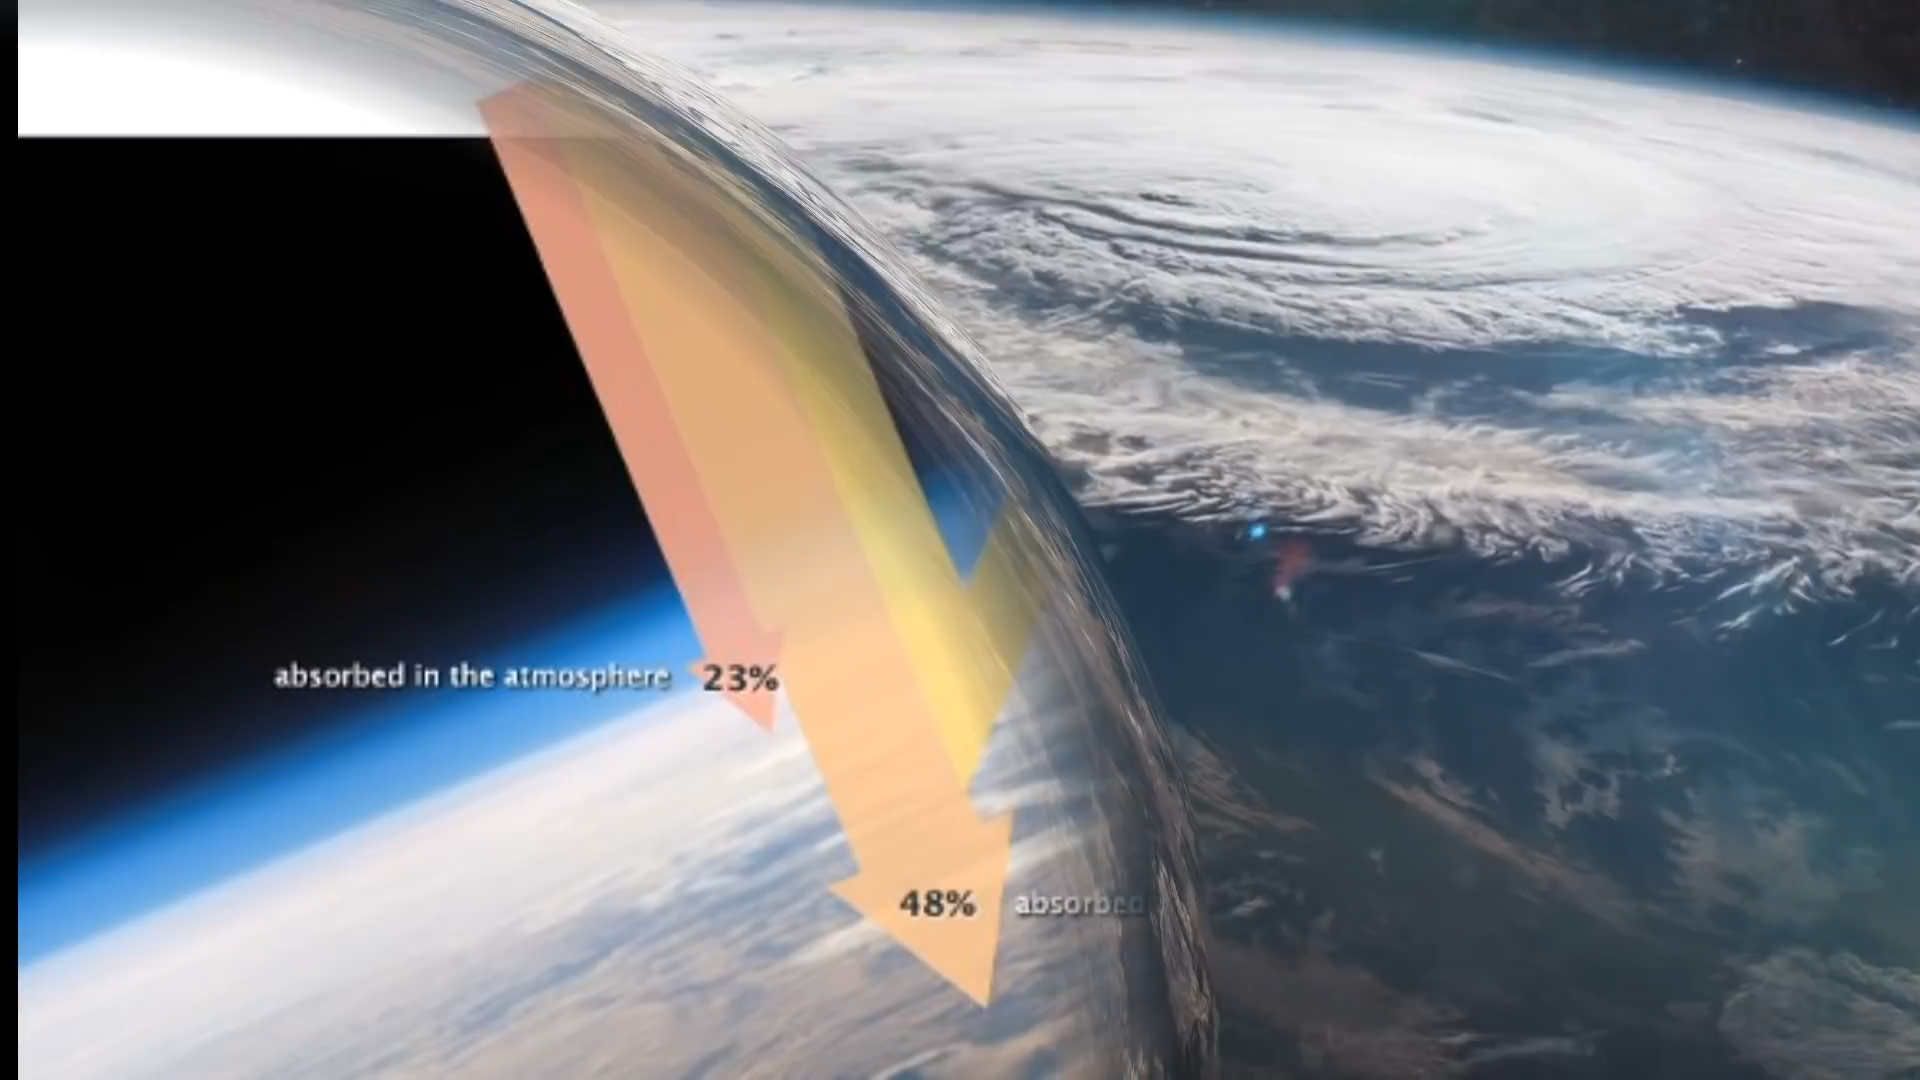 absorbed in the atmosphere 23%
48% absorbed